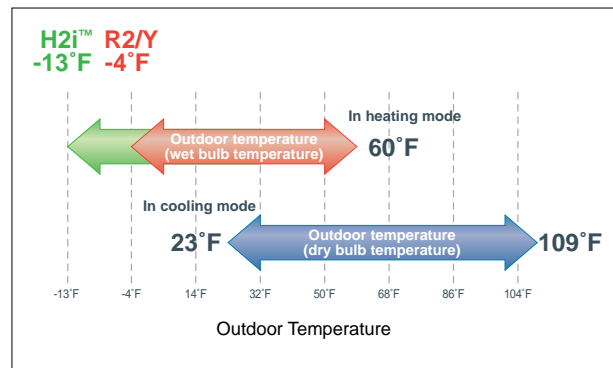 H2i™ R2/Y
-13˚F -4˚F
In heating mode
Outdoor temperature
(wet bulb temperature)
60˚F
In cooling mode
23˚F
Outdoor temperature
(dry bulb temperature)
109˚F
-13˚F -4˚F 14˚F 32˚F 50˚F 68˚F 86˚F 104˚F
Outdoor Temperature